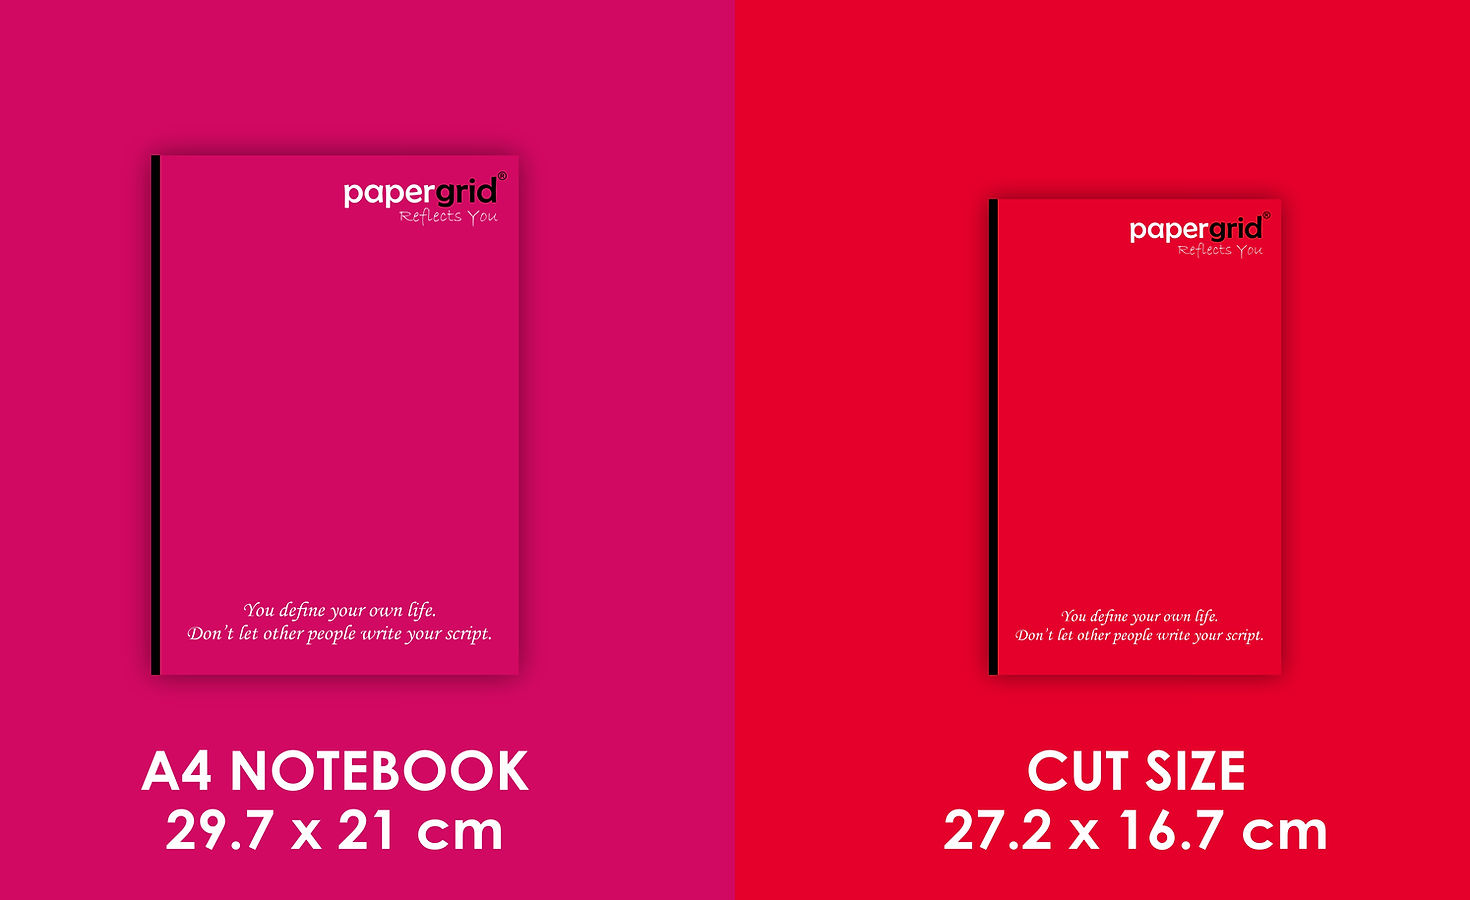 papergrid®
Reflects You
You define your own life.
Don't let other people write your script.
A4 NOTEBOOK
29.7 x 21 cm
papergrid®
Reflects You
You define your own life.
Don't let other people write your script.
CUT SIZE
27.2 x 16.7 cm